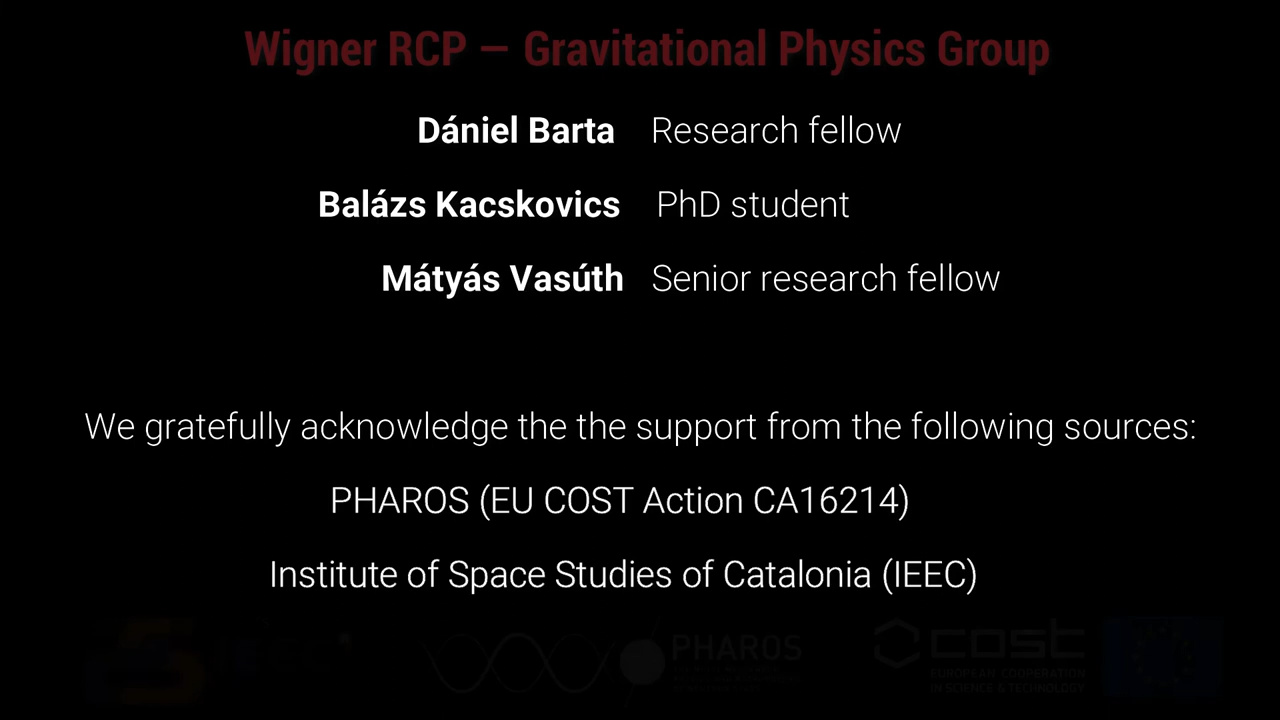 Wigner RCP — Gravitational Physics Group
Dániel Barta Research fellow
Balázs Kacskovics PhD student
Mátyás Vasúth Senior research fellow
We gratefully acknowledge the the support from the following sources:
PHAROS (EU COST Action CA16214)
Institute of Space Studies of Catalonia (IEEC)
PHAROS
cost
EUROPEAN COOPERATION
IN SCIENCE & TECHNOLOGY